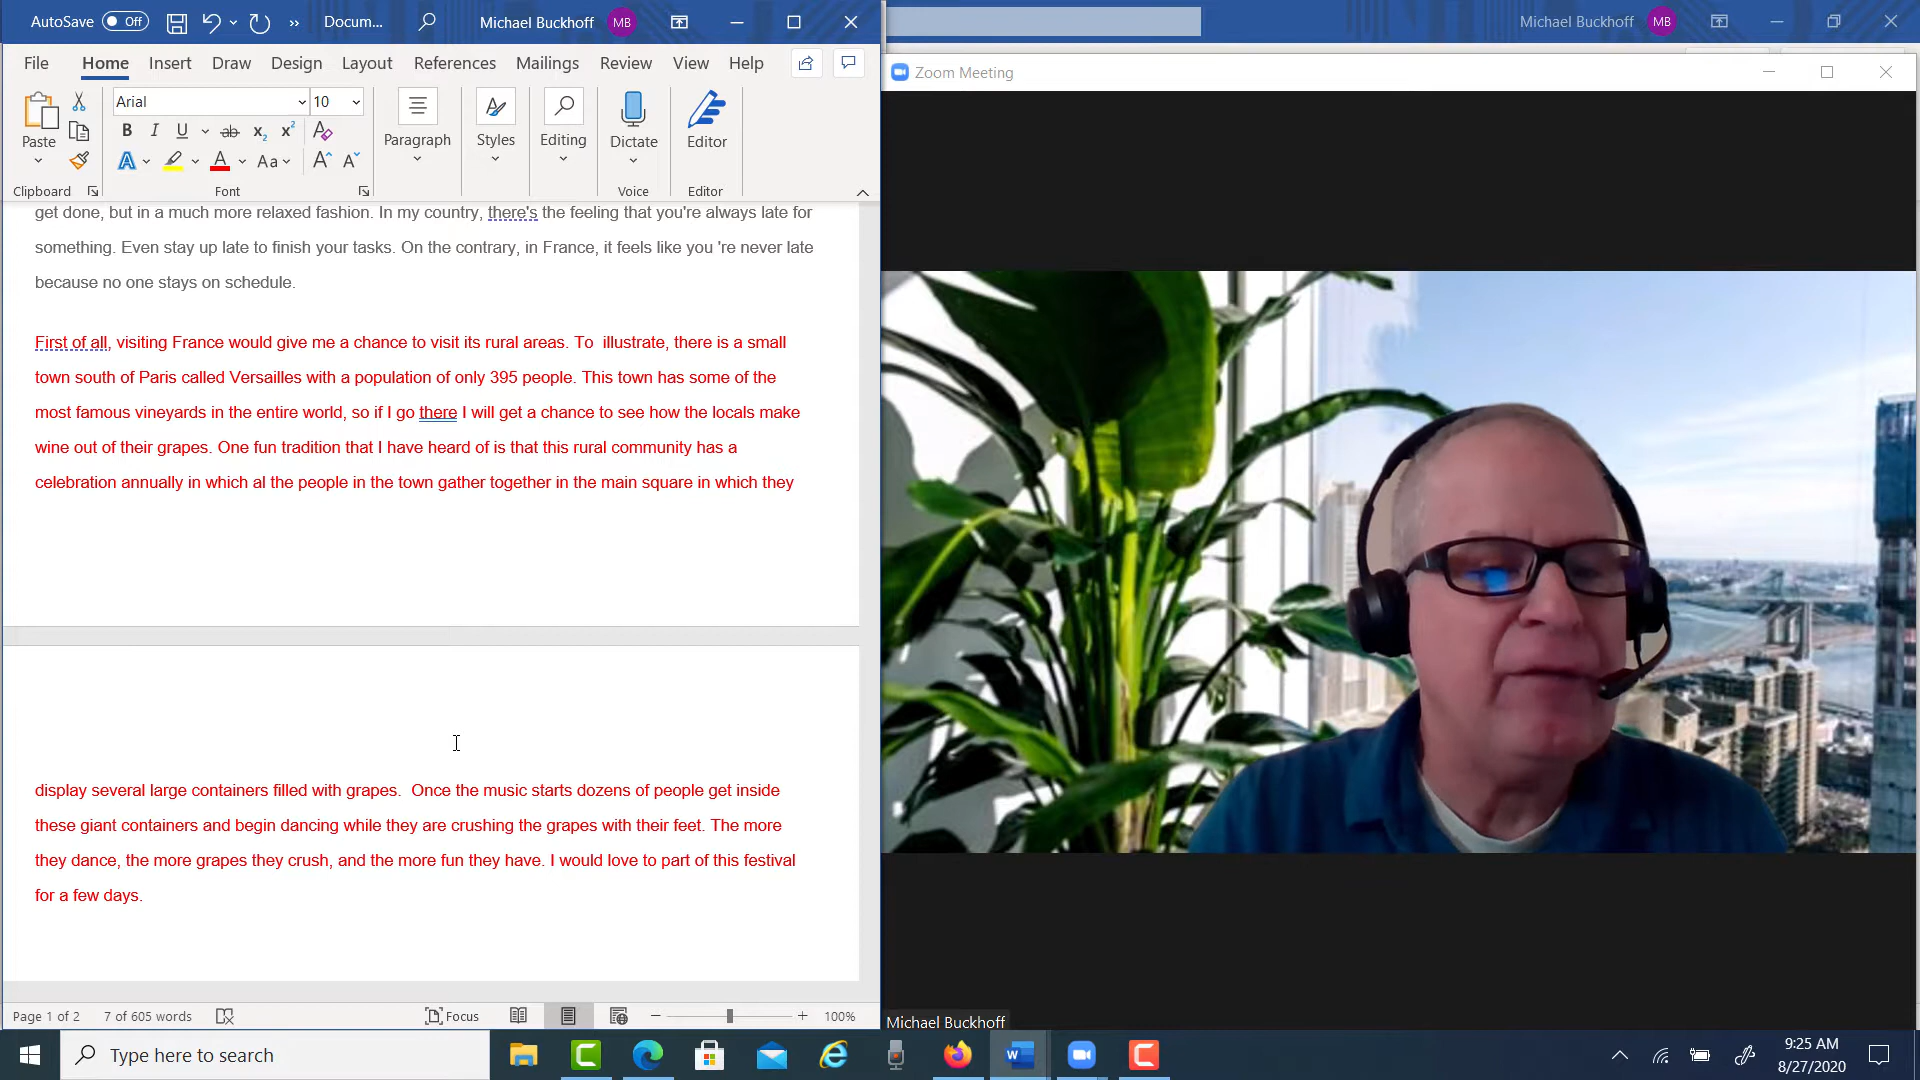 AutoSave Off Docum... Michael Buckhoff MB
Michael Buckhoff MB
File Home Insert Draw Design Layout References Mailings Review View Help
Zoom Meeting
Arial 10
Paste Paragraph Styles Editing Dictate Editor
Aa
Clipboard Font Voice Editor
get done, but in a much more relaxed fashion. In my country, there's the feeling that you're always late for
something. Even stay up late to finish your tasks. On the contrary, in France, it feels like you 're never late
because no one stays on schedule.
First of all, visiting France would give me a chance to visit its rural areas. To  illustrate, there is a small
town south of Paris called Versailles with a population of only 395 people. This town has some of the
most famous vineyards in the entire world, so if I go there I will get a chance to see how the locals make
wine out of their grapes. One fun tradition that I have heard of is that this rural community has a
celebration annually in which al the people in the town gather together in the main square in which they
display several large containers filled with grapes.  Once the music starts dozens of people get inside
these giant containers and begin dancing while they are crushing the grapes with their feet. The more
they dance, the more grapes they crush, and the more fun they have. I would love to part of this festival
for a few days.
Page 1 of 2 7 of 605 words Focus 100%
Michael Buckhoff
Type here to search
9:25 AM
8/27/2020